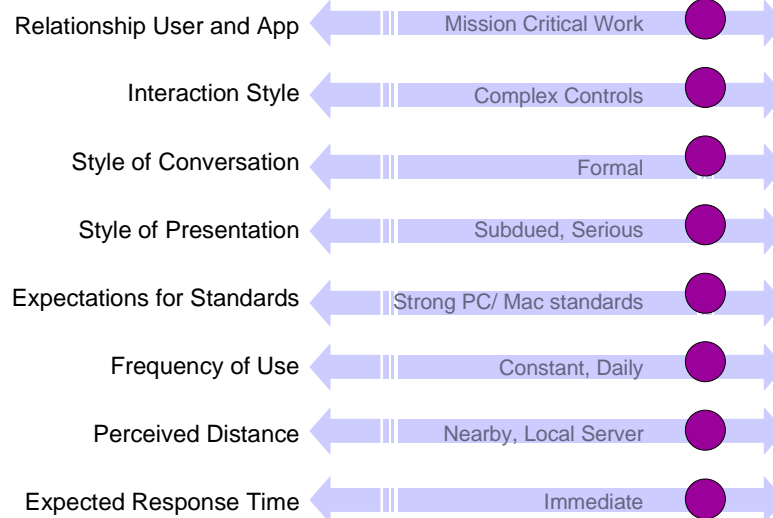 Relationship User and App
Mission Critical Work
Interaction Style
Complex Controls
Style of Conversation
Formal
Style of Presentation
Subdued, Serious
Expectations for Standards
Strong PC/ Mac standards
Frequency of Use
Constant, Daily
Perceived Distance
Nearby, Local Server
Expected Response Time
Immediate